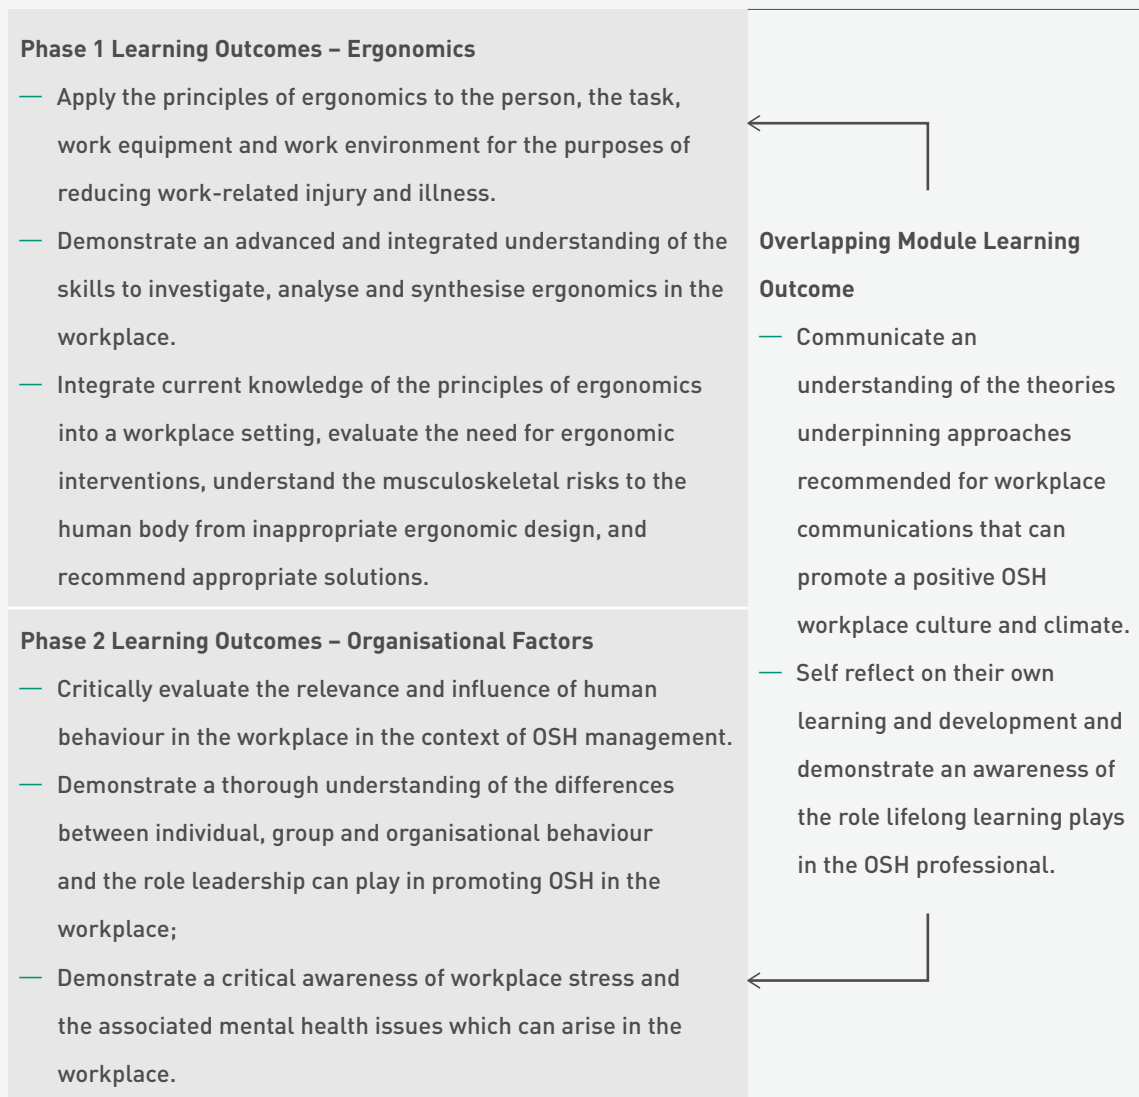 Phase 1 Learning Outcomes – Ergonomics
— Apply the principles of ergonomics to the person, the task,
work equipment and work environment for the purposes of
reducing work-related injury and illness.
— Demonstrate an advanced and integrated understanding of the
skills to investigate, analyse and synthesise ergonomics in the
workplace.
— Integrate current knowledge of the principles of ergonomics
into a workplace setting, evaluate the need for ergonomic
interventions, understand the musculoskeletal risks to the
human body from inappropriate ergonomic design, and
recommend appropriate solutions.
Phase 2 Learning Outcomes – Organisational Factors
— Critically evaluate the relevance and influence of human
behaviour in the workplace in the context of OSH management.
— Demonstrate a thorough understanding of the differences
between individual, group and organisational behaviour
and the role leadership can play in promoting OSH in the
workplace;
— Demonstrate a critical awareness of workplace stress and
the associated mental health issues which can arise in the
workplace.
Overlapping Module Learning
Outcome
— Communicate an
understanding of the theories
underpinning approaches
recommended for workplace
communications that can
promote a positive OSH
workplace culture and climate.
— Self reflect on their own
learning and development and
demonstrate an awareness of
the role lifelong learning plays
in the OSH professional.